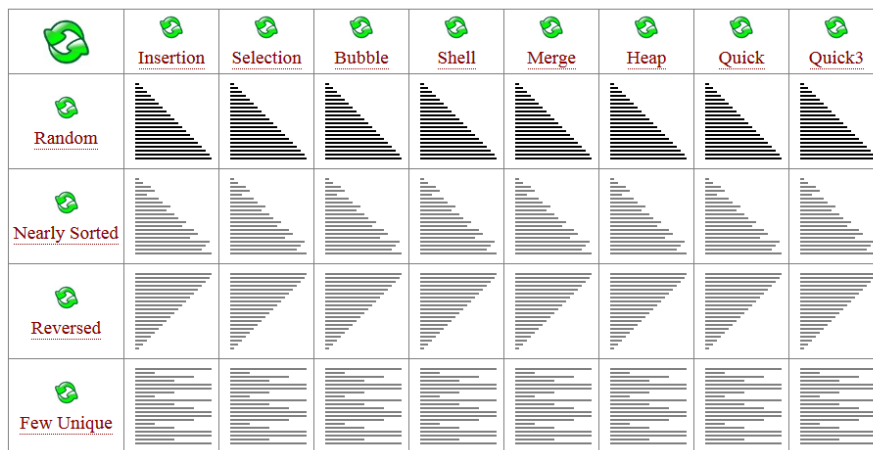 Insertion Selection Bubble Shell Merge Heap Quick Quick3
Random
Nearly Sorted
Reversed
Few Unique